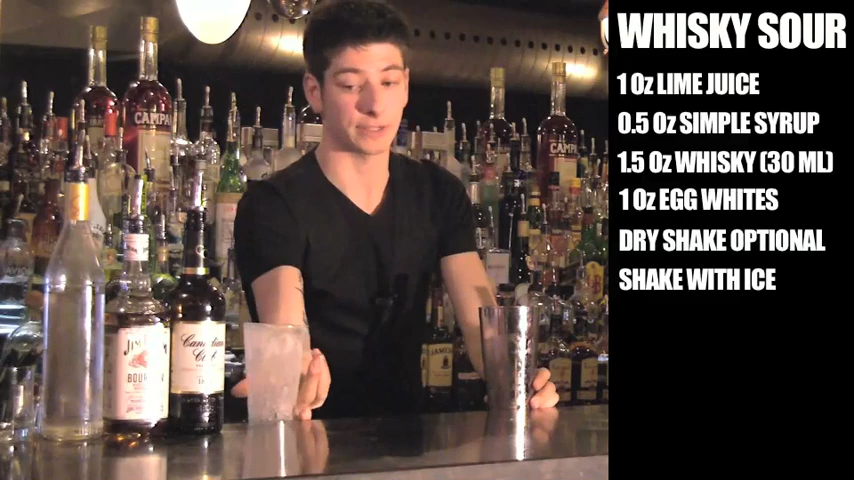 WHISKY SOUR
1 Oz LIME JUICE
0.5 Oz SIMPLE SYRUP
1.5 Oz WHISKY (30 ML)
1 Oz EGG WHITES
DRY SHAKE OPTIONAL
SHAKE WITH ICE
CAMPARI
CAMPARI
JIM BEAM
BOURBON
Canadian
Club
JAMESON